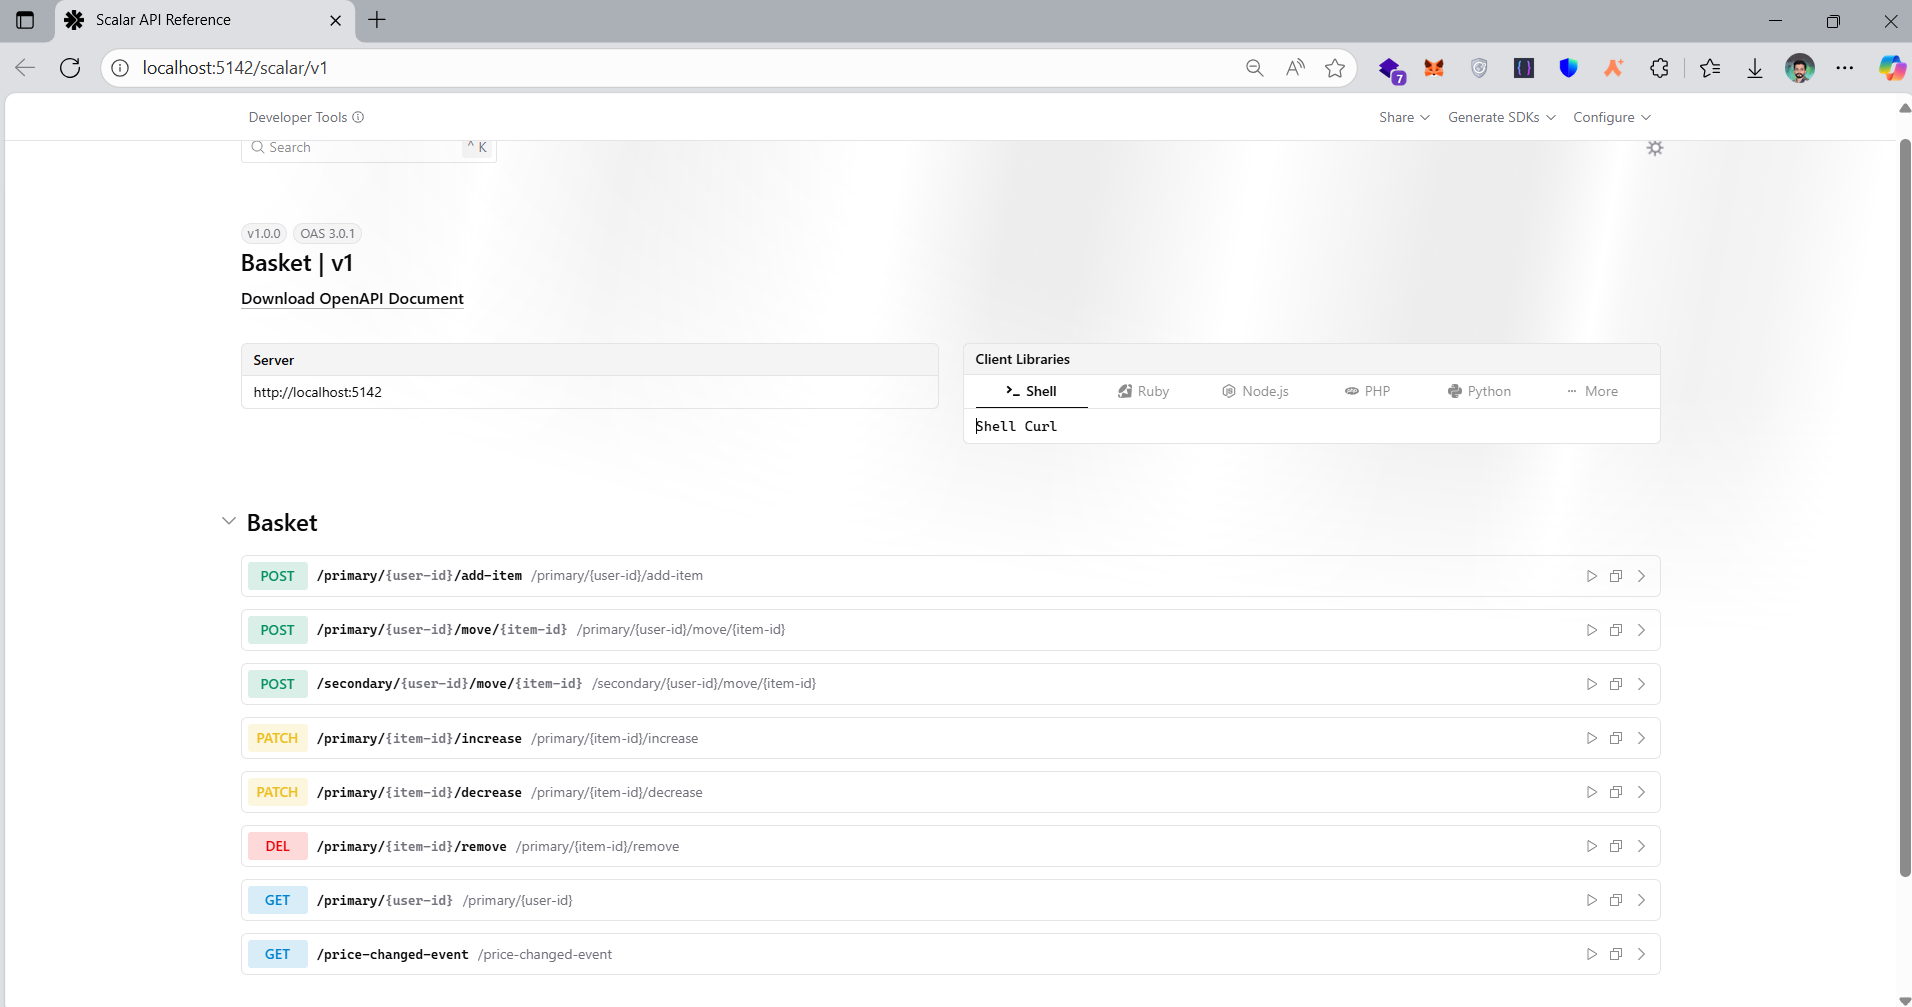 Scalar API Reference
localhost:5142/scalar/v1
7
Developer Tools
Share
Generate SDKs
Configure
Search
^ K
v1.0.0
OAS 3.0.1
Basket | v1
Download OpenAPI Document
Server
http://localhost:5142
Client Libraries
Shell
Ruby
Node.js
PHP
Python
More
Shell Curl
Basket
POST /primary/{user-id}/add-item /primary/{user-id}/add-item
POST /primary/{user-id}/move/{item-id} /primary/{user-id}/move/{item-id}
POST /secondary/{user-id}/move/{item-id} /secondary/{user-id}/move/{item-id}
PATCH /primary/{item-id}/increase /primary/{item-id}/increase
PATCH /primary/{item-id}/decrease /primary/{item-id}/decrease
DEL /primary/{item-id}/remove /primary/{item-id}/remove
GET /primary/{user-id} /primary/{user-id}
GET /price-changed-event /price-changed-event